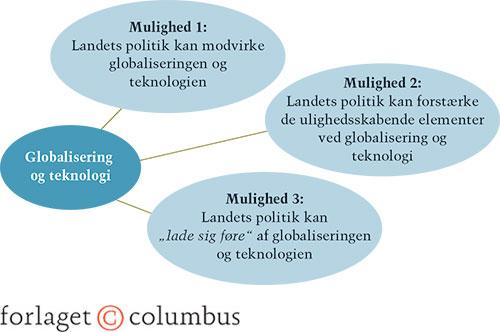 Mulighed 1:
Landets politik kan modvirke
globaliseringen og
teknologien
Mulighed 2:
Landets politik kan forstærke
de ulighedsskabende elementer
ved globalisering og
teknologi
Globalisering
og teknologi
Mulighed 3:
Landets politik kan
„lade sig føre“ af globaliseringen
og teknologien
forlaget © columbus